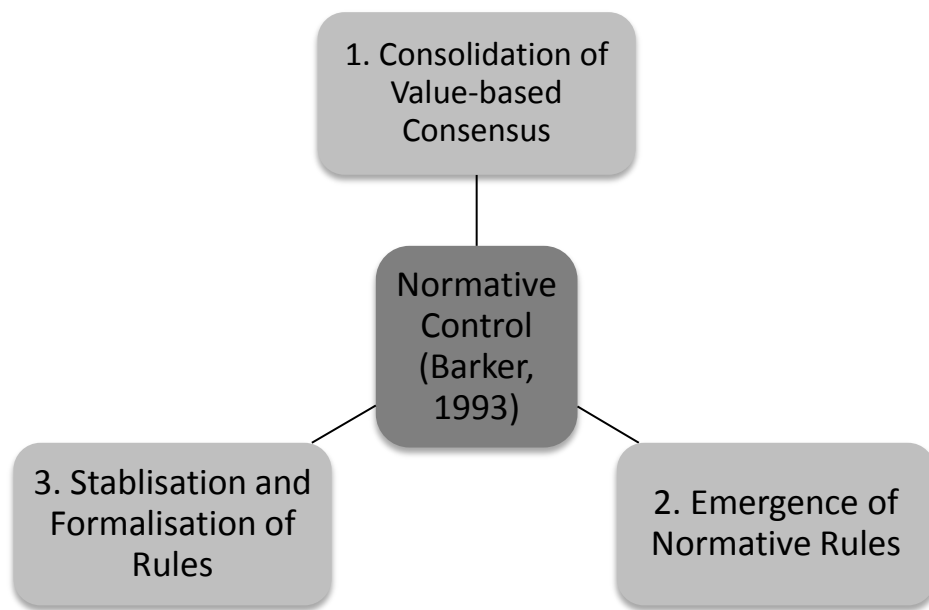 1. Consolidation of
Value-based
Consensus
Normative
Control
(Barker,
1993)
3. Stablisation and
Formalisation of
Rules
2. Emergence of
Normative Rules